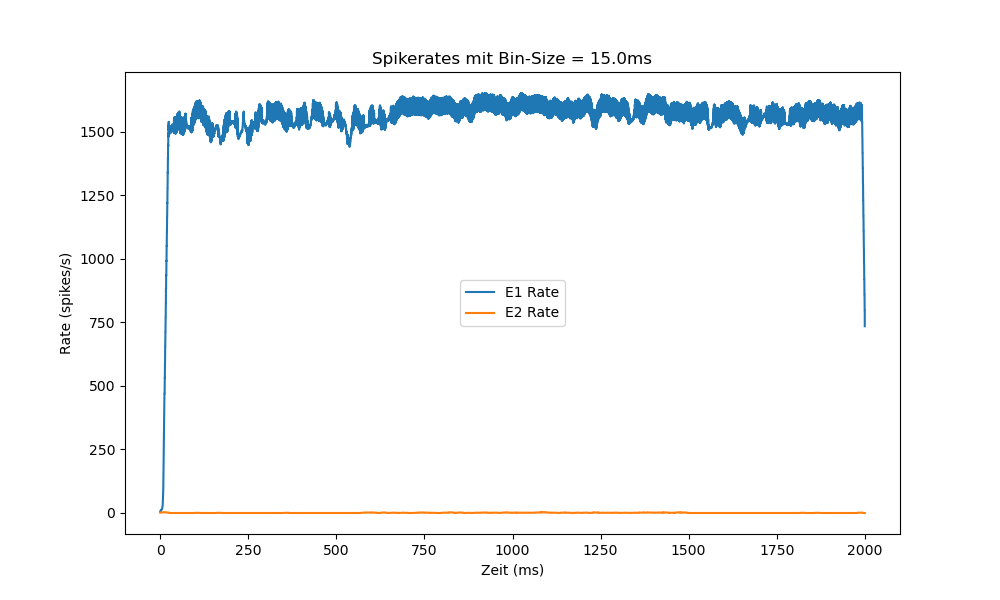 Spikerates mit Bin-Size = 15.0ms
Rate (spikes/s)
1500
1250
1000
750
500
250
0
E1 Rate
E2 Rate
0 250 500 750 1000 1250 1500 1750 2000
Zeit (ms)